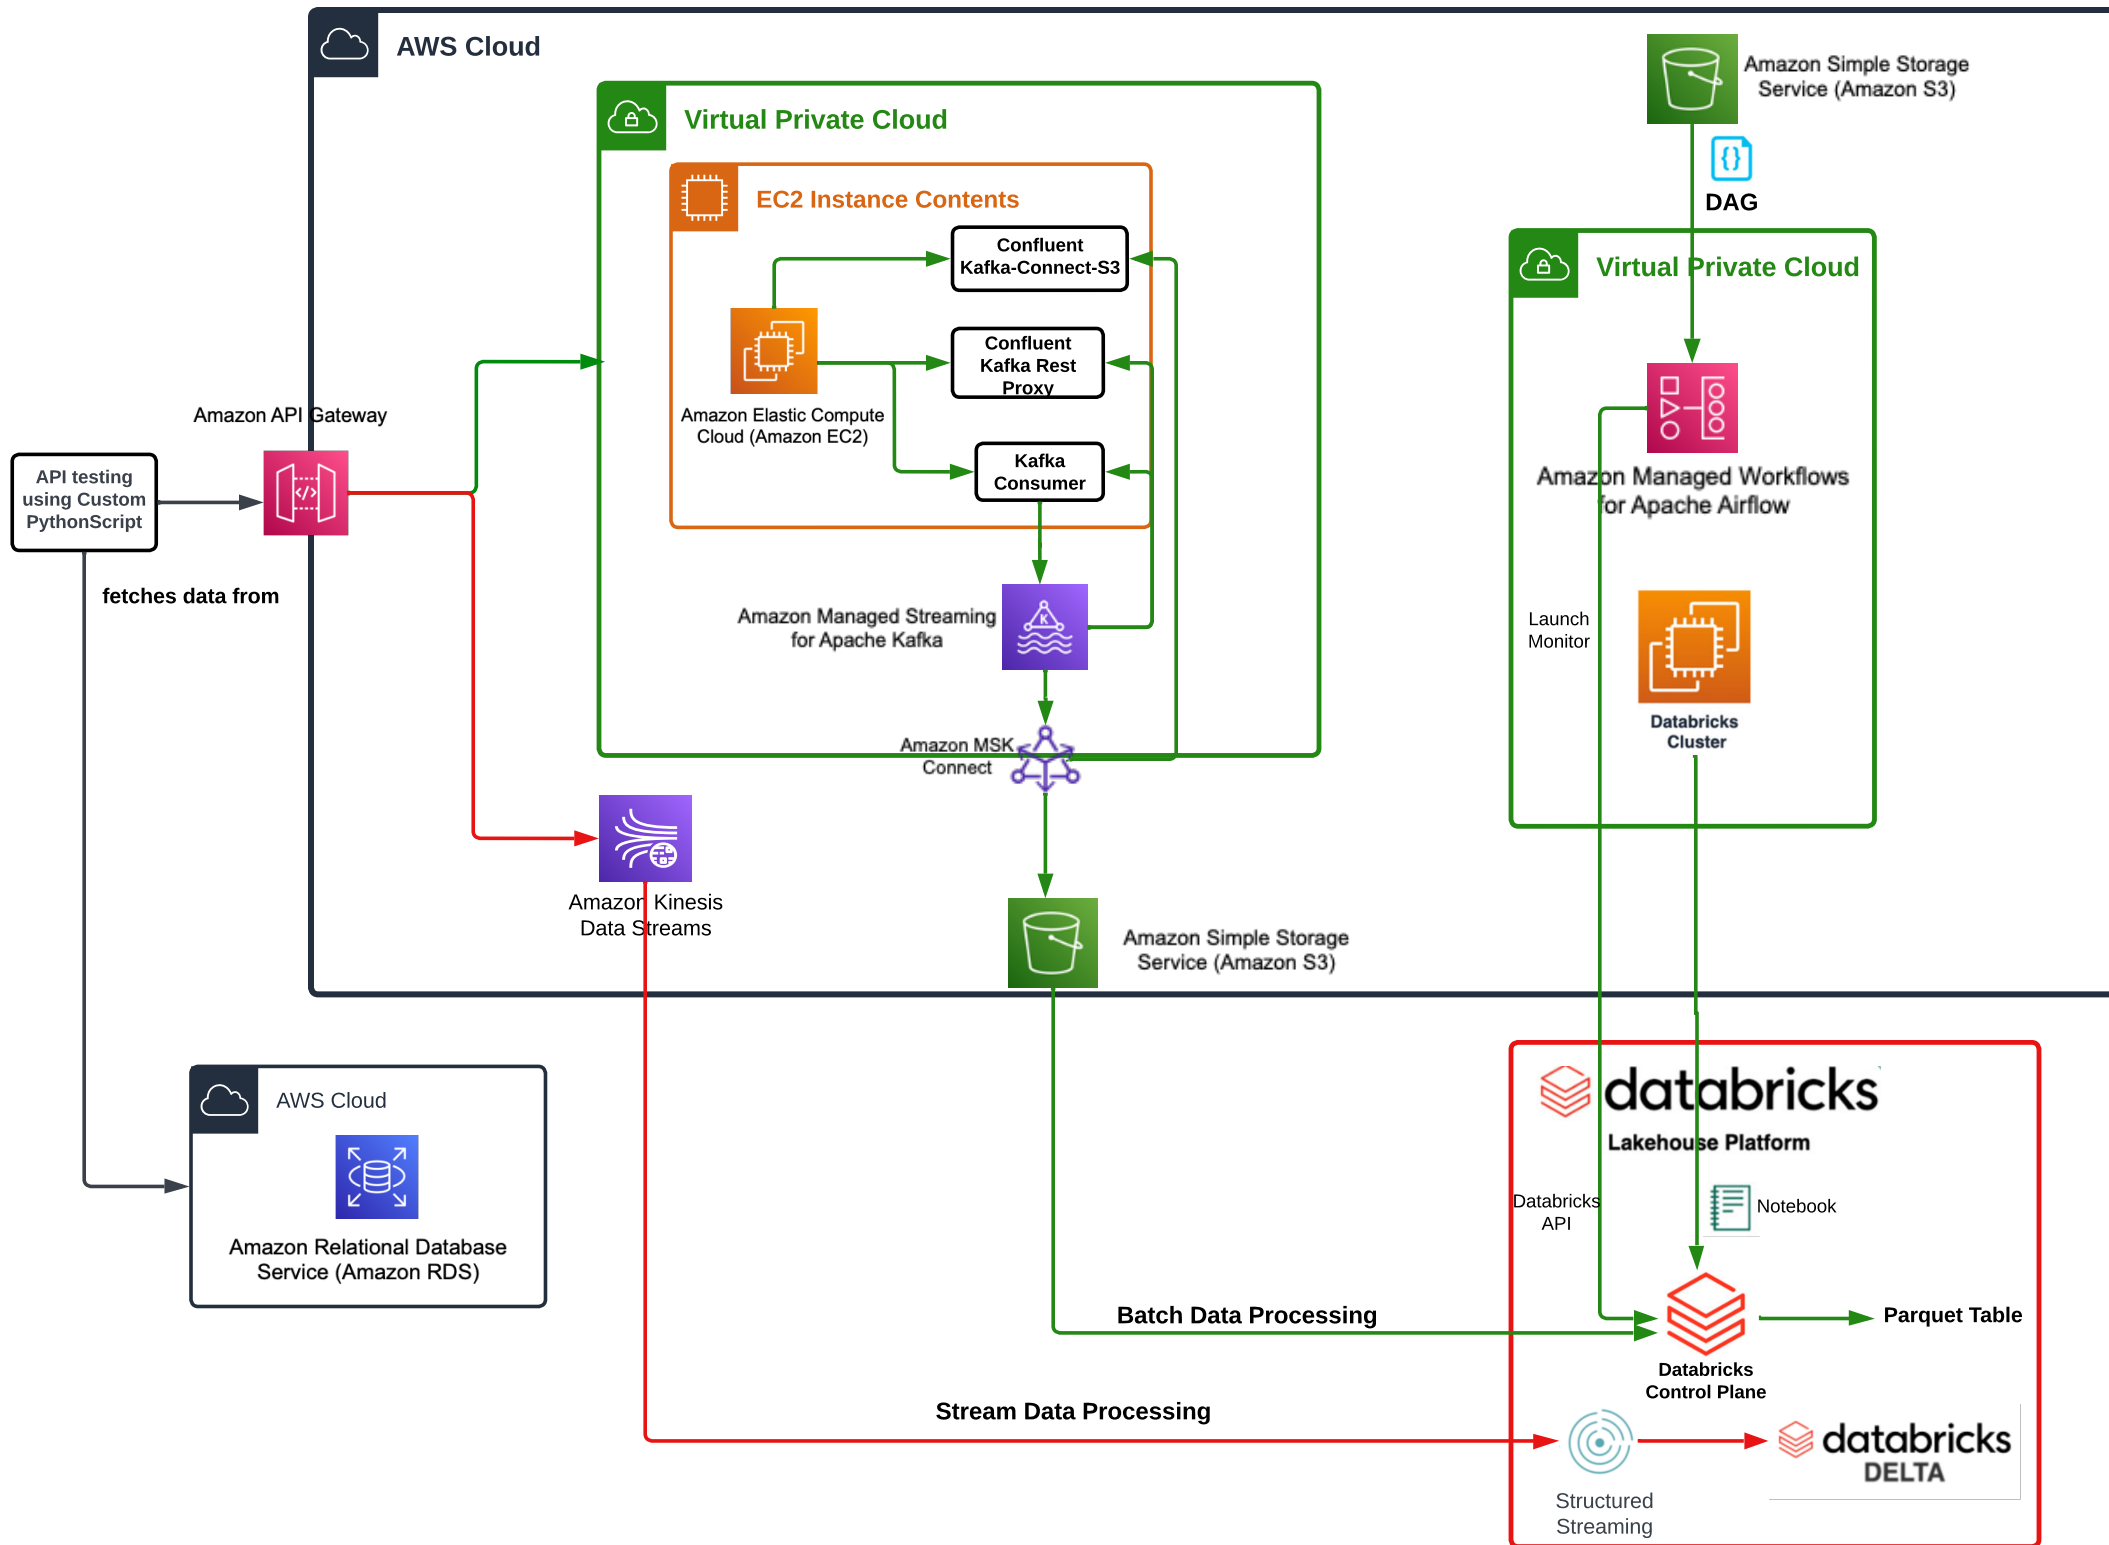 AWS Cloud
Amazon Simple Storage
Service (Amazon S3)
Virtual Private Cloud
DAG
EC2 Instance Contents
Confluent
Kafka-Connect-S3
Virtual Private Cloud
Confluent
Kafka Rest
Proxy
Amazon Elastic Compute
Cloud (Amazon EC2)
Amazon API Gateway
Kafka
Consumer
API testing
using Custom
PythonScript
Amazon Managed Workflows
for Apache Airflow
fetches data from
Amazon Managed Streaming
for Apache Kafka
K
Launch
Monitor
Databricks
Cluster
Amazon MSK
Connect
Amazon Kinesis
Data Streams
Amazon Simple Storage
Service (Amazon S3)
AWS Cloud
Amazon Relational Database
Service (Amazon RDS)
databricks
Lakehouse Platform
Databricks
API
Notebook
Batch Data Processing
Parquet Table
Databricks
Control Plane
Stream Data Processing
databricks
DELTA
Structured
Streaming